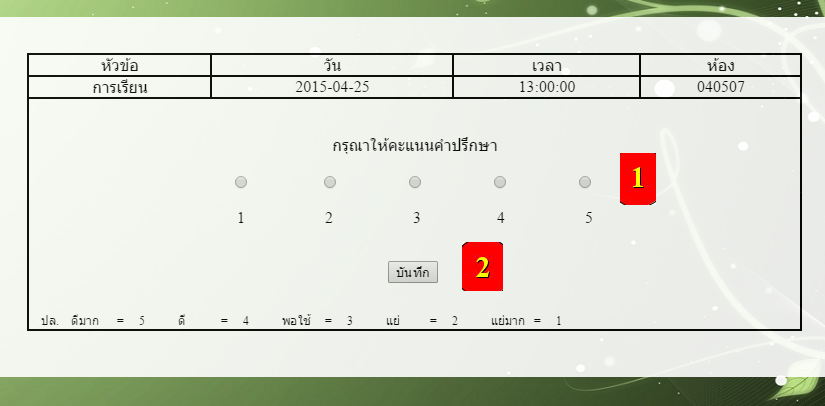 หัวข้อ วัน เวลา ห้อง
การเรียน 2015-04-25 13:00:00 040507
กรุณาให้คะแนนคำปรึกษา
1
1 2 3 4 5
บันทึก 2
ปล. ดีมาก = 5 ดี = 4 พอใช้ = 3 แย่ = 2 แย่มาก = 1